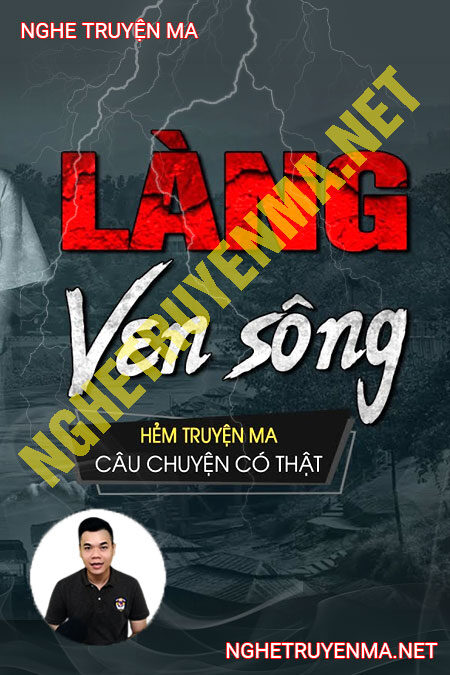 NGHE TRUYỆN MA
LÀNG
Ven sông
NGHETRUYENMA.NET
HẺM TRUYỆN MA
CÂU CHUYỆN CÓ THẬT
NGHETRUYENMA.NET